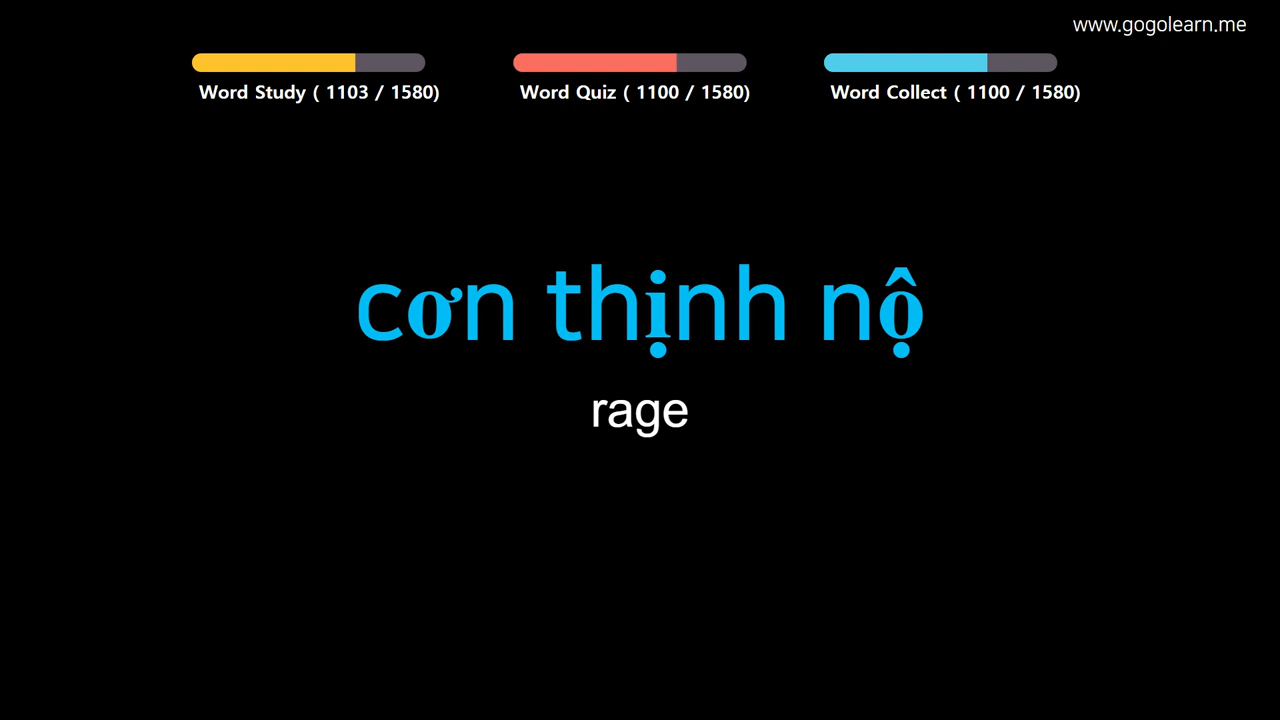 www.gogolearn.me
Word Study ( 1103 / 1580)
Word Quiz ( 1100 / 1580)
Word Collect ( 1100 / 1580)
cơn thịnh nộ
rage